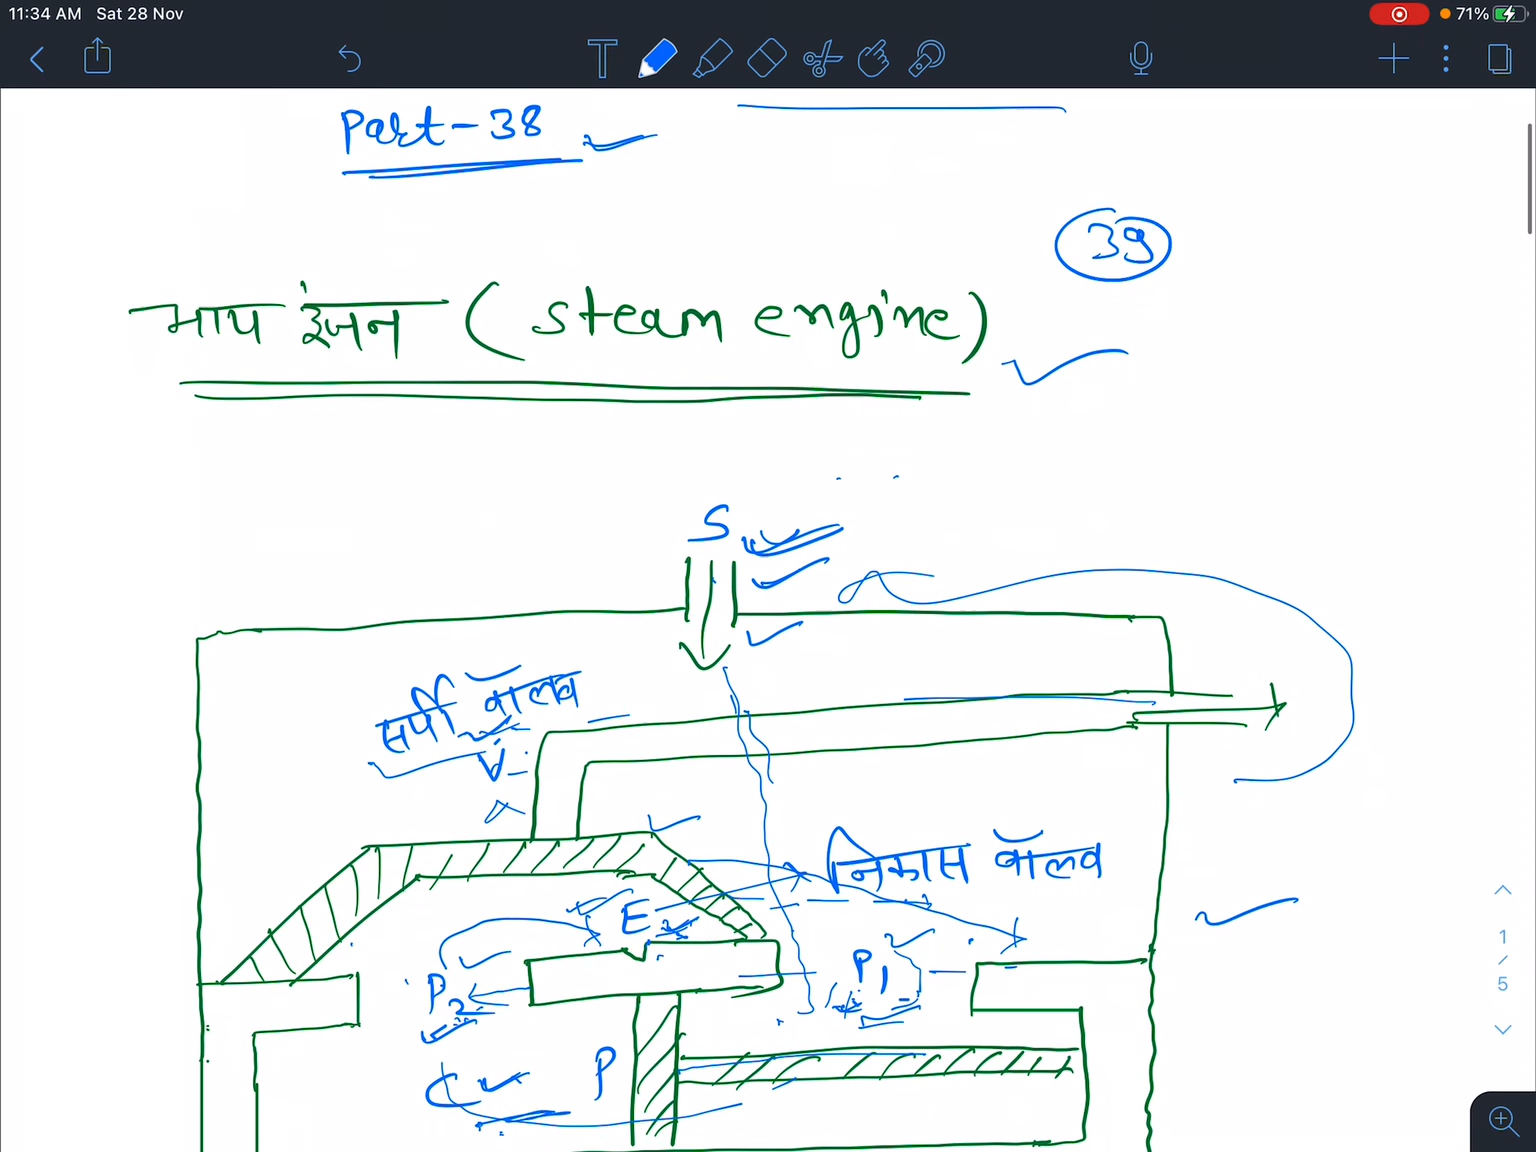 11:34 AM Sat 28 Nov
71%
Part-38
39
भाप इंजन (steam engine)
S
सर्पी वॉल्व
V
निकास वॉल्व
E
P1
P2
P
C
1
/
5